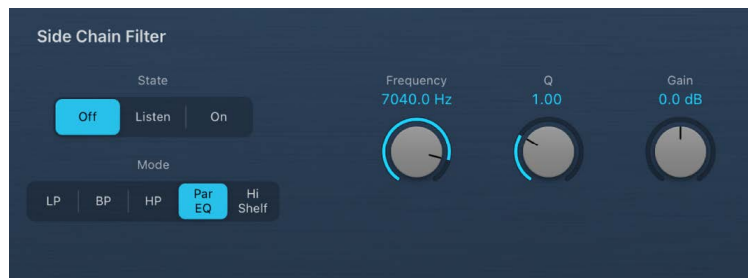 Side Chain Filter
State
Off Listen On
Mode
LP BP HP Par EQ Hi Shelf
Frequency
7040.0 Hz
Q
1.00
Gain
0.0 dB